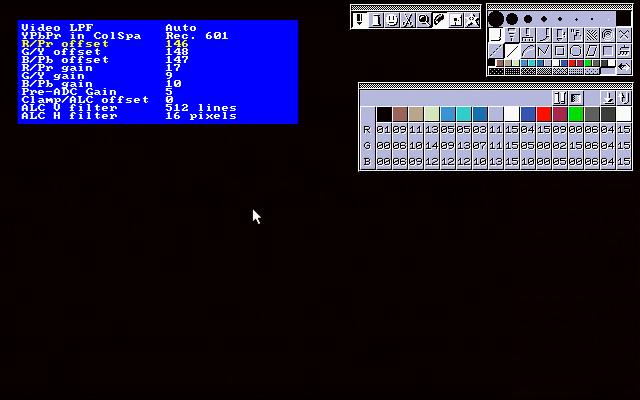 Video LPF Auto
YPbPr in ColSpa Rec. 601
R/Pr offset 146
G/Y offset 148
B/Pb offset 147
R/Pr gain 17
G/Y gain 9
B/Pb gain 10
Pre-ADC Gain 5
Clamp/ALC offset 0
ALC V filter 512 lines
ALC H filter 16 pixels
R 01 09 11 13 05 05 03 11 15 04 15 09 00 06 04 15
G 00 06 10 14 09 13 07 11 15 05 00 02 15 06 04 15
B 00 06 09 12 12 12 10 13 15 10 01 04 00 06 04 15